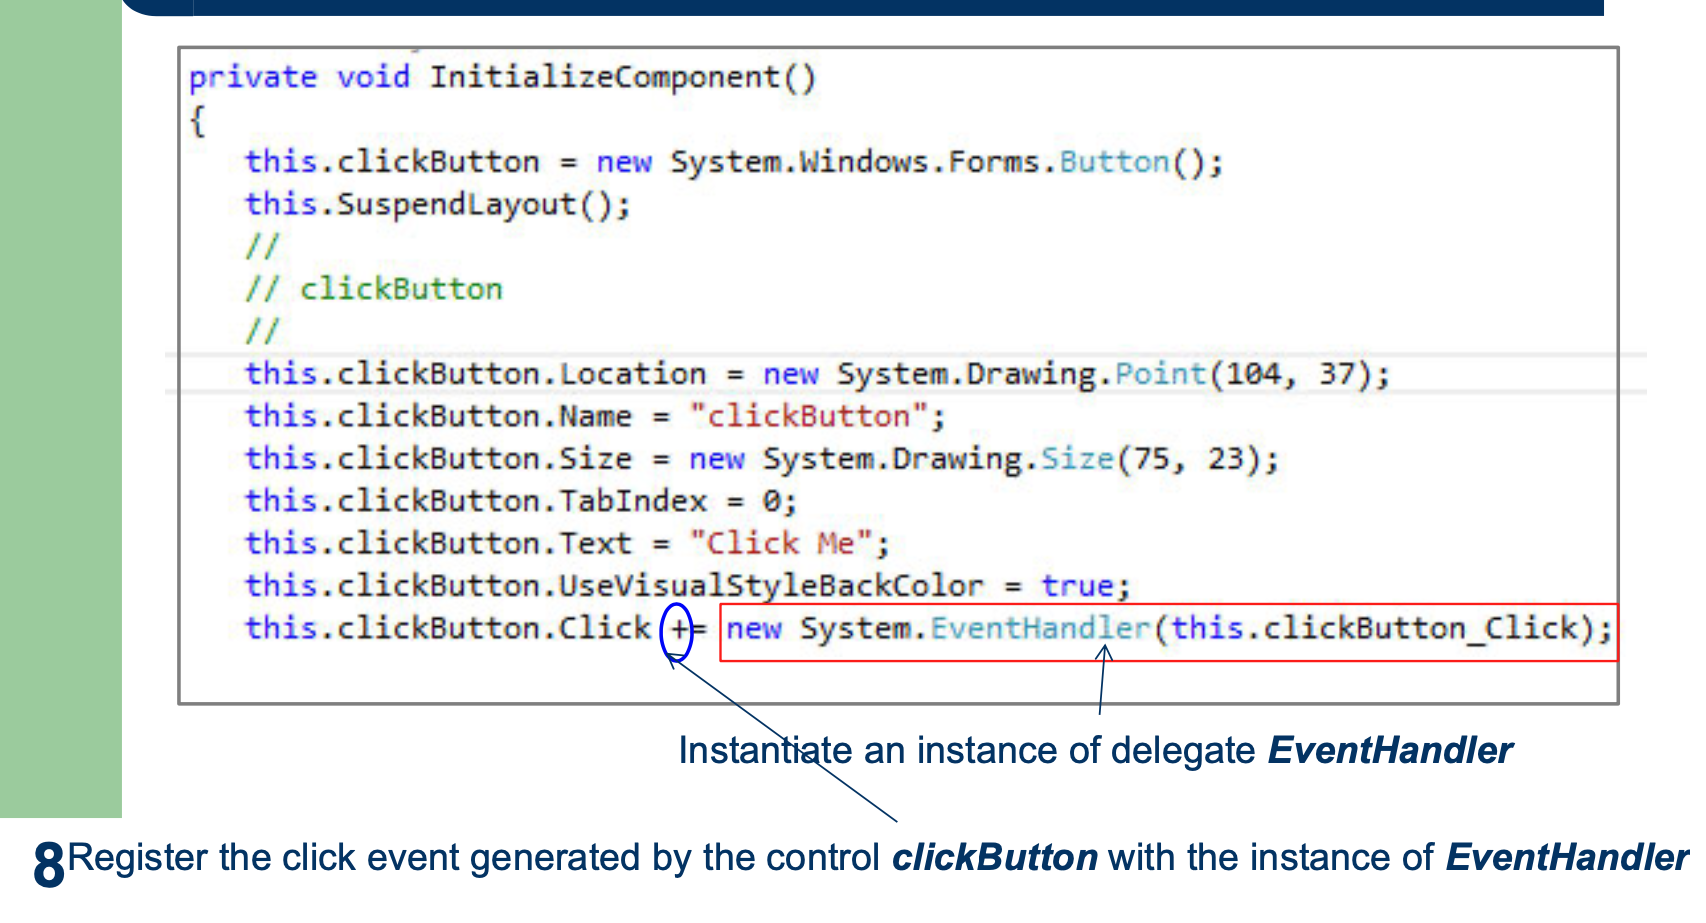 private void InitializeComponent()
{
this.clickButton = new System.Windows.Forms.Button();
this.SuspendLayout();
//
// clickButton
//
this.clickButton.Location = new System.Drawing.Point(104, 37);
this.clickButton.Name = "clickButton";
this.clickButton.Size = new System.Drawing.Size(75, 23);
this.clickButton.TabIndex = 0;
this.clickButton.Text = "Click Me";
this.clickButton.UseVisualStyleBackColor = true;
this.clickButton.Click += new System.EventHandler(this.clickButton_Click);
Instantiate an instance of delegate EventHandler
8 Register the click event generated by the control clickButton with the instance of EventHandler